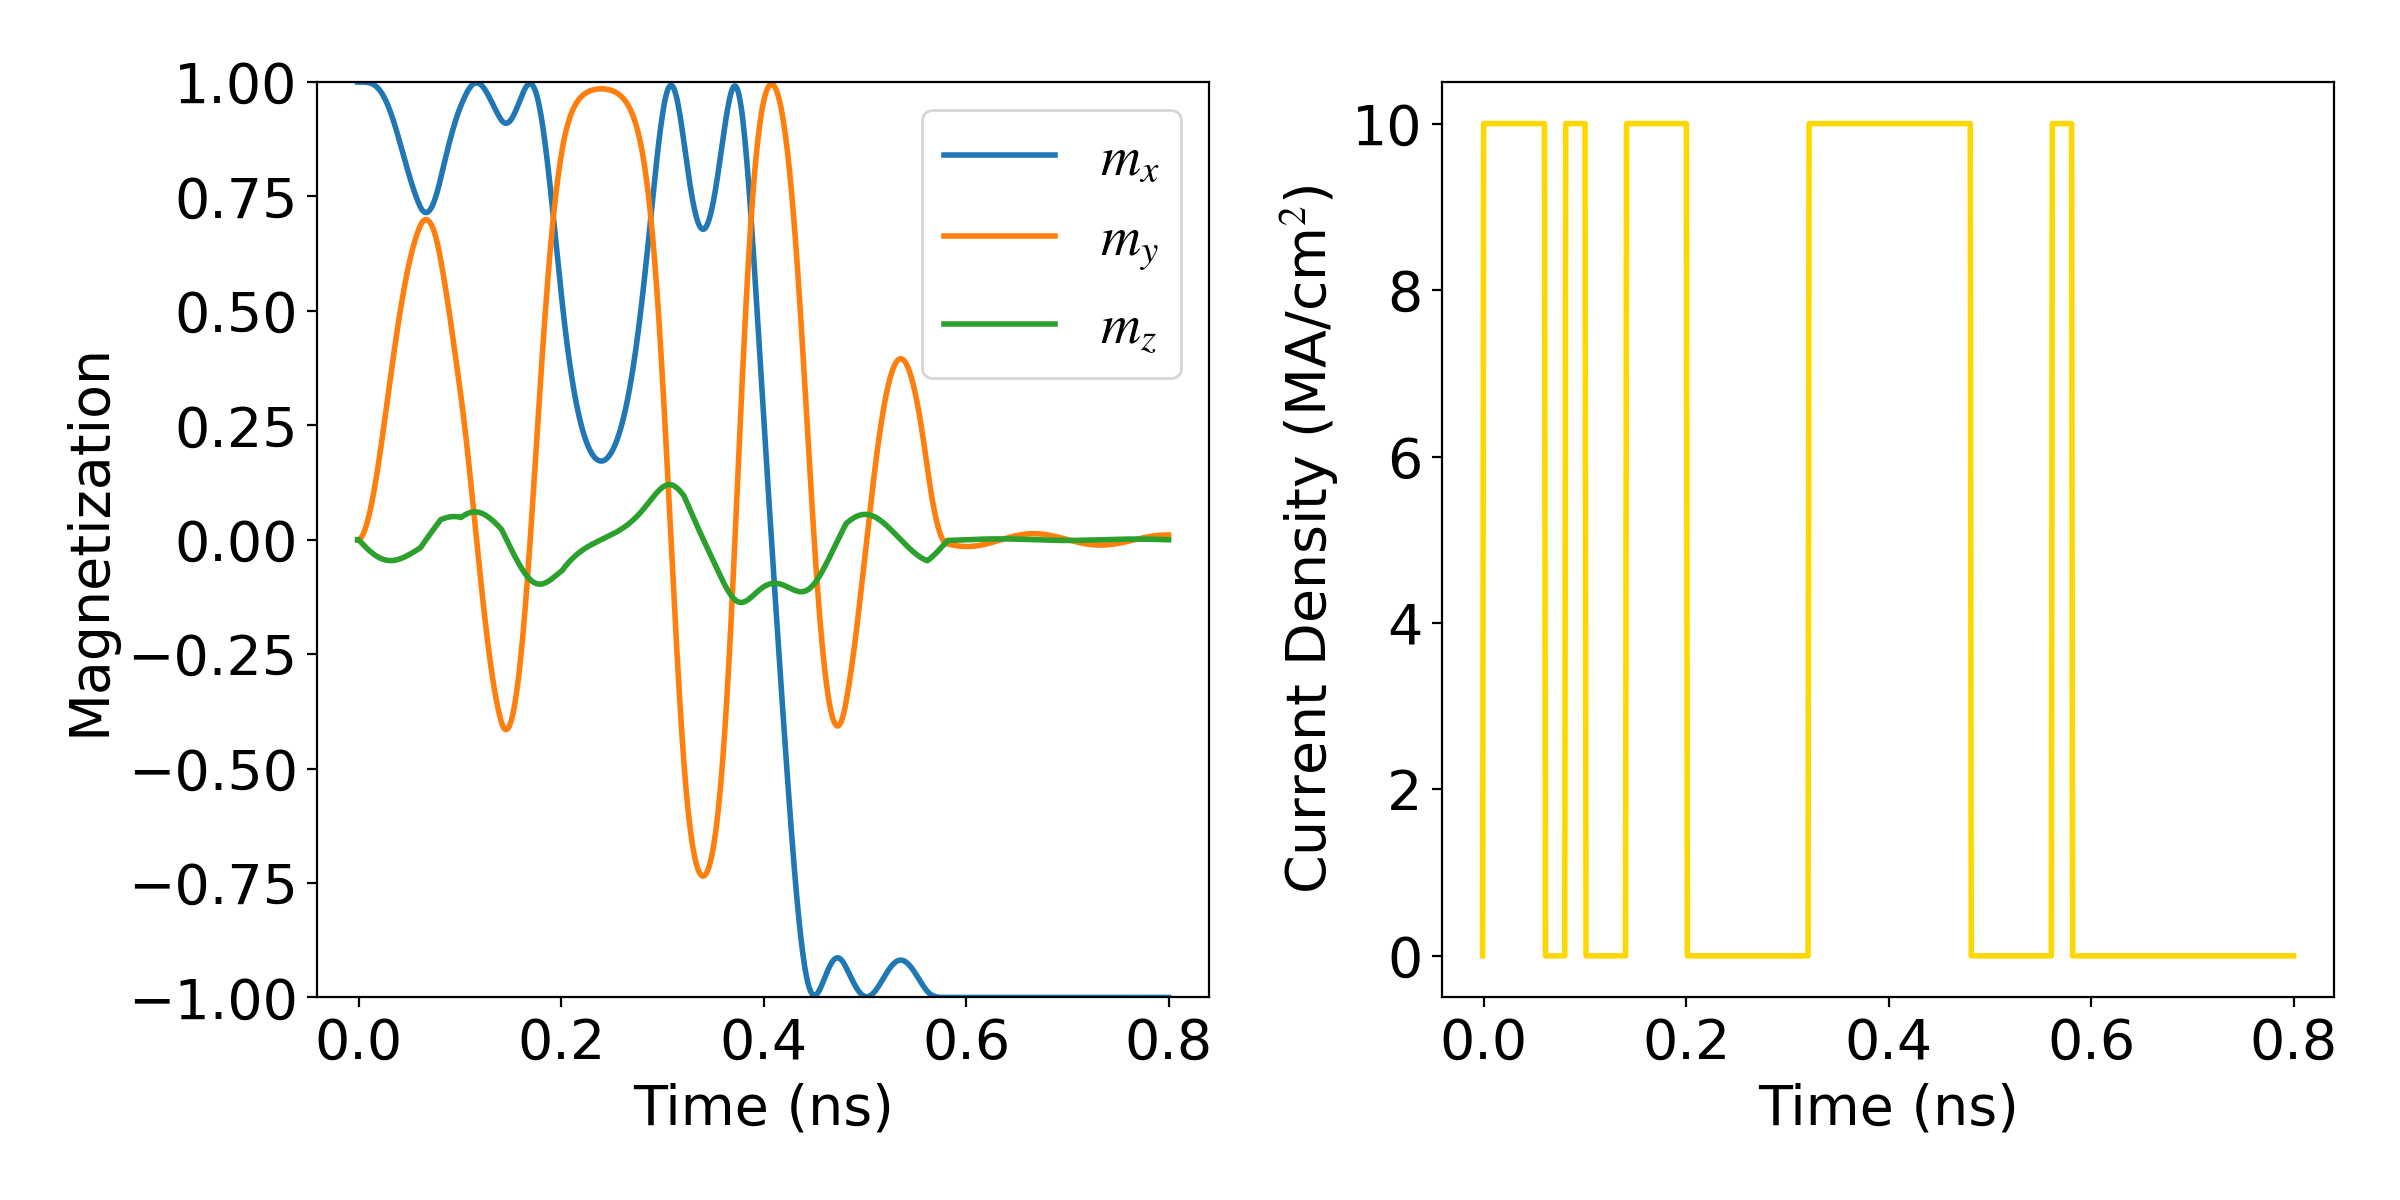 Magnetization
1.00
0.75
0.50
0.25
0.00
−0.25
−0.50
−0.75
−1.00
0.0 0.2 0.4 0.6 0.8
Time (ns)
m_x
m_y
m_z
Current Density (MA/cm²)
10
8
6
4
2
0
0.0 0.2 0.4 0.6 0.8
Time (ns)